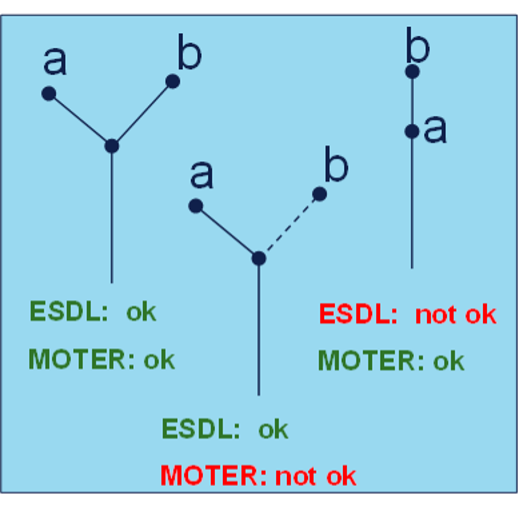 a
b
ESDL: ok
MOTER: ok
a
b
ESDL: ok
MOTER: not ok
b
a
ESDL: not ok
MOTER: ok